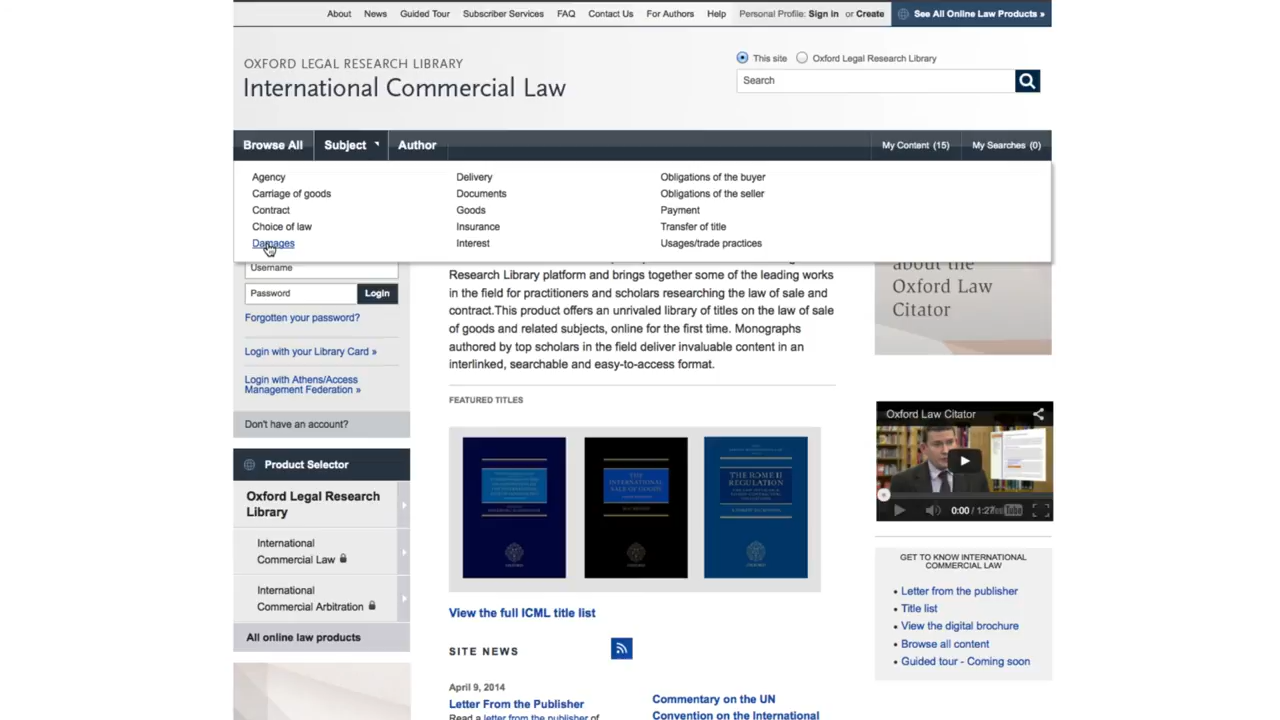 About News Guided Tour Subscriber Services FAQ Contact Us For Authors Help Personal Profile: Sign in or Create See All Online Law Products »
OXFORD LEGAL RESEARCH LIBRARY
International Commercial Law
This site Oxford Legal Research Library
Search
Browse All Subject Author My Content (15) My Searches (0)
Agency
Carriage of goods
Contract
Choice of law
Damages
Delivery
Documents
Goods
Insurance
Interest
Obligations of the buyer
Obligations of the seller
Payment
Transfer of title
Usages/trade practices
Username
Password Login
Forgotten your password?
Login with your Library Card »
Login with Athens/Access
Management Federation »
Don't have an account?
Product Selector
Oxford Legal Research
Library
International
Commercial Law
International
Commercial Arbitration
All online law products
Research Library platform and brings together some of the leading works
in the field for practitioners and scholars researching the law of sale and
contract.This product offers an unrivaled library of titles on the law of sale
of goods and related subjects, online for the first time. Monographs
authored by top scholars in the field deliver invaluable content in an
interlinked, searchable and easy-to-access format.
FEATURED TITLES
THE
INTERNATIONAL
SALE OF GOODS
THE ROME II
REGULATION
OXFORD
OXFORD
OXFORD
View the full ICML title list
SITE NEWS
April 9, 2014
Letter From the Publisher
Read a letter from the publisher of
Commentary on the UN
Convention on the International
about the
Oxford Law
Citator
Oxford Law Citator
0:00 / 1:27
GET TO KNOW INTERNATIONAL
COMMERCIAL LAW
• Letter from the publisher
• Title list
• View the digital brochure
• Browse all content
• Guided tour - Coming soon